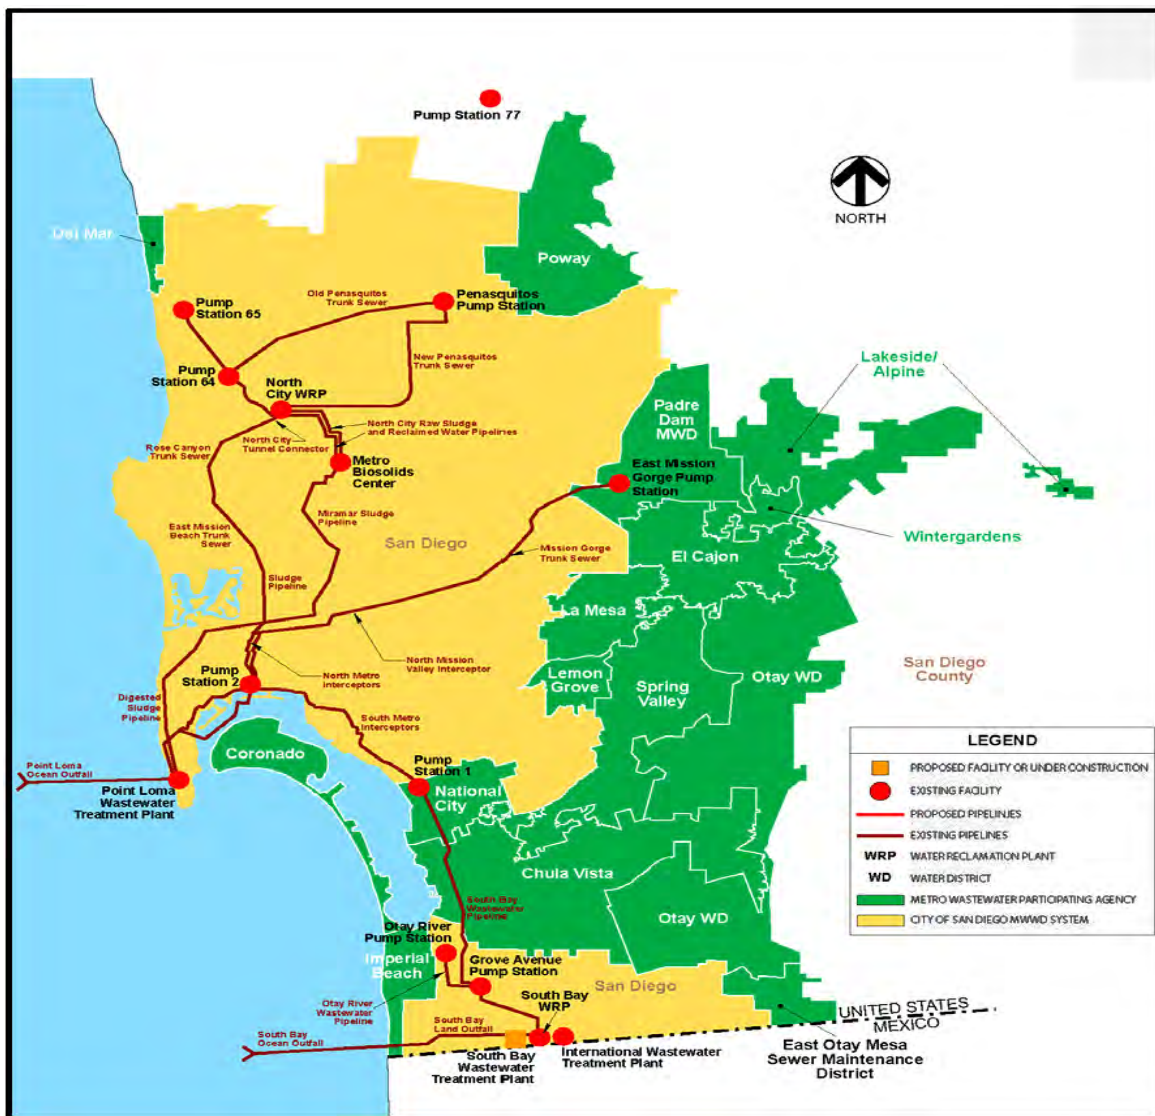 Pump Station 77
NORTH
Del Mar
Poway
Old Penasquitos
Trunk Sewer
Penasquitos
Pump Station
Pump
Station 65
New Penasquitos
Trunk Sewer
Pump
Station 64
North
City WRP
Lakeside/
Alpine
Padre
Dam
MWD
North City Raw Sludge
and Reclaimed Water Pipelines
Rose Canyon
Trunk Sewer
North City
Tunnel Connector
Metro
Biosolids
Center
East Mission
Gorge Pump
Station
Miramar Sludge
Pipeline
East Mission
Beach Trunk
Sewer
San Diego
Mission Gorge
Trunk Sewer
Wintergardens
El Cajon
Sludge
Pipeline
La Mesa
North Mission
Valley Interceptor
Pump
Station 2
North Metro
Interceptors
Lemon
Grove
Spring
Valley
Otay WD
San Diego
County
Digested
Sludge
Pipeline
South Metro
Interceptors
Coronado
Point Loma
Ocean Outfall
Point Loma
Wastewater
Treatment Plant
Pump
Station 1
National
City
LEGEND
PROPOSED FACILITY OR UNDER CONSTRUCTION
EXISTING FACILITY
PROPOSED PIPELINJES
EXISTING PIPELINES
WRP WATER RECLAMATION PLANT
WD WATER DISTRICT
METRO WASTEWATER PARTICIPATING AGENCY
CITY OF SAN DIEGO MWWD SYSTEM
Chula Vista
South Bay
Wastewater
Pipeline
Otay WD
Otay River
Pump Station
Imperial
Beach
Grove Avenue
Pump Station
San Diego
South Bay
WRP
Otay River
Wastewater
Pipeline
South Bay
Land Outfall
South Bay
Ocean Outfall
South Bay
Wastewater
Treatment Plant
International Wastewater
Treatment Plant
UNITED STATES
MEXICO
East Otay Mesa
Sewer Maintenance
District